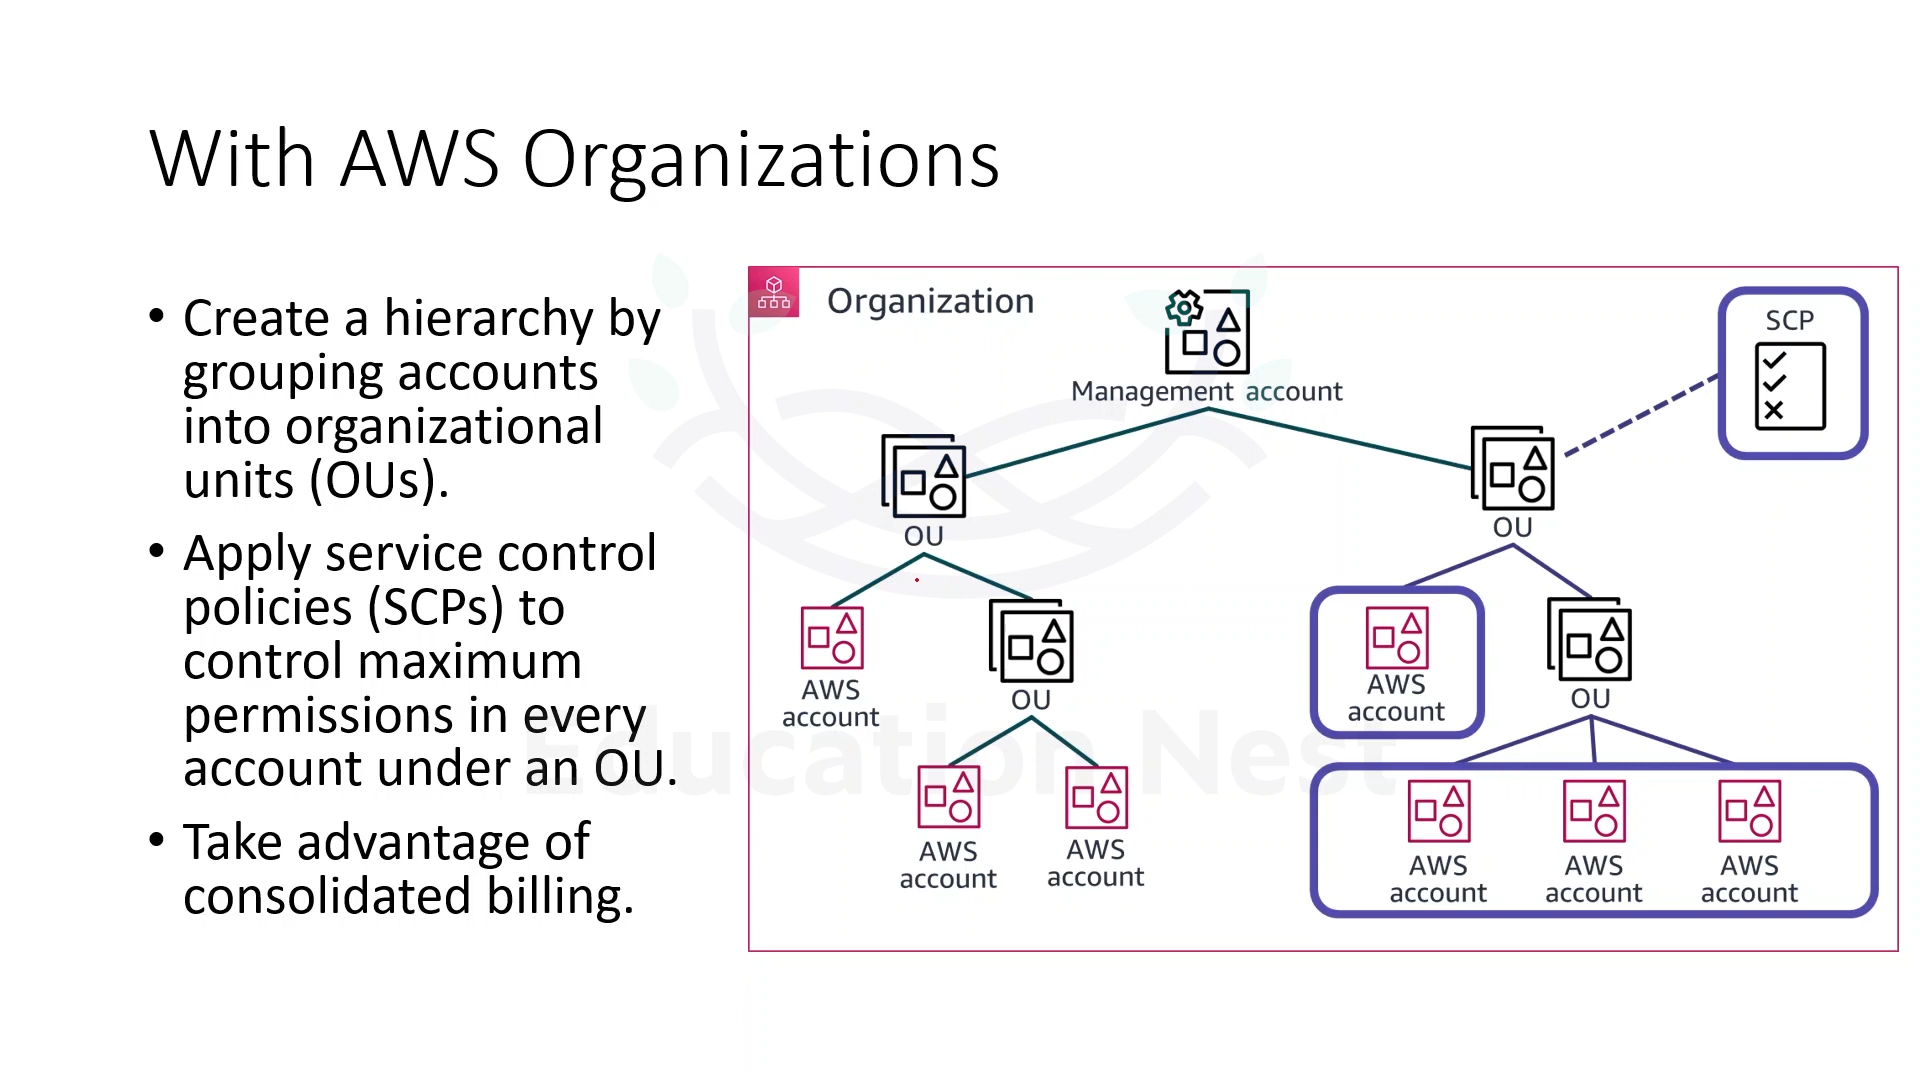 With AWS Organizations
• Create a hierarchy by
grouping accounts
into organizational
units (OUs).
• Apply service control
policies (SCPs) to
control maximum
permissions in every
account under an OU.
• Take advantage of
consolidated billing.
Organization
Management account
SCP
OU
OU
AWS
account
OU
AWS
account
OU
AWS
account
AWS
account
AWS
account
AWS
account
AWS
account
Education Nest